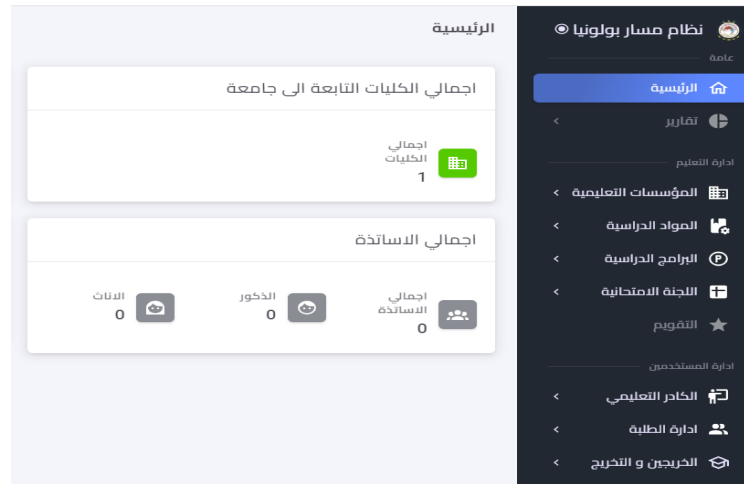 نظام مسار بولونيا
عامة
الرئيسية
تقارير
ادارة التعليم
المؤسسات التعليمية
المواد الدراسية
البرامج الدراسية
اللجنة الامتحانية
التقويم
ادارة المستخدمين
الكادر التعليمي
ادارة الطلبة
الخريجين و التخريج
الرئيسية
اجمالي الكليات التابعة الى جامعة
اجمالي
الكليات
1
اجمالي الاساتذة
اجمالي
الاساتذة
0
الذكور
0
الاناث
0